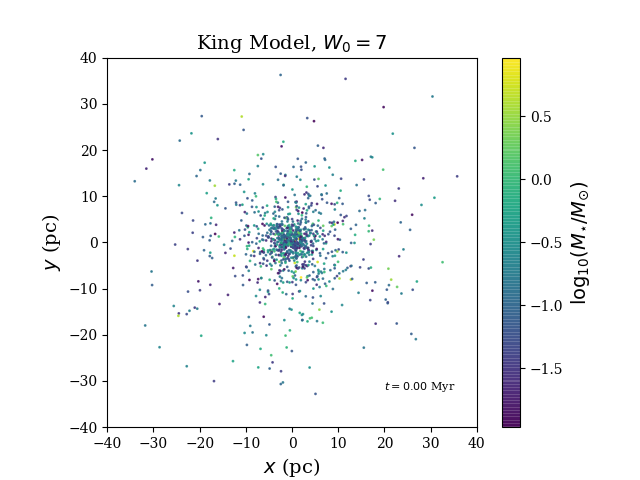 King Model, W₀ = 7
40
30
20
10
0
−10
−20
−30
−40
y (pc)
−40 −30 −20 −10 0 10 20 30 40
x (pc)
t = 0.00 Myr
0.5
0.0
−0.5
−1.0
−1.5
log₁₀(M⋆/M⊙)